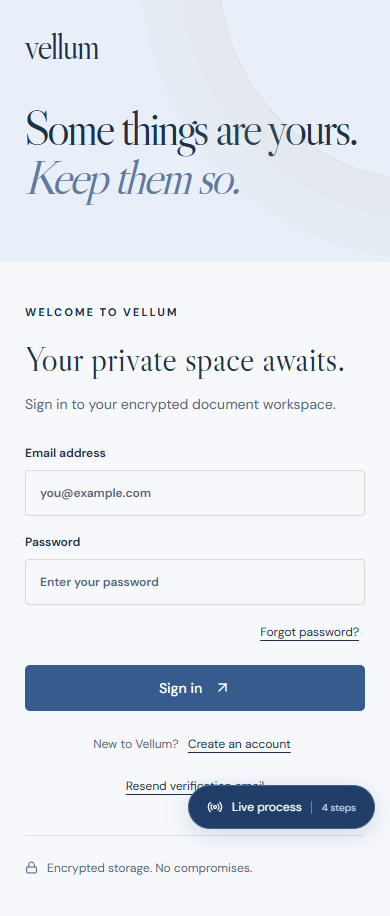 vellum
Some things are yours.
Keep them so.
WELCOME TO VELLUM
Your private space awaits.
Sign in to your encrypted document workspace.
Email address
you@example.com
Password
Enter your password
Forgot password?
Sign in
New to Vellum? Create an account
Resend verification email
Live process | 4 steps
Encrypted storage. No compromises.